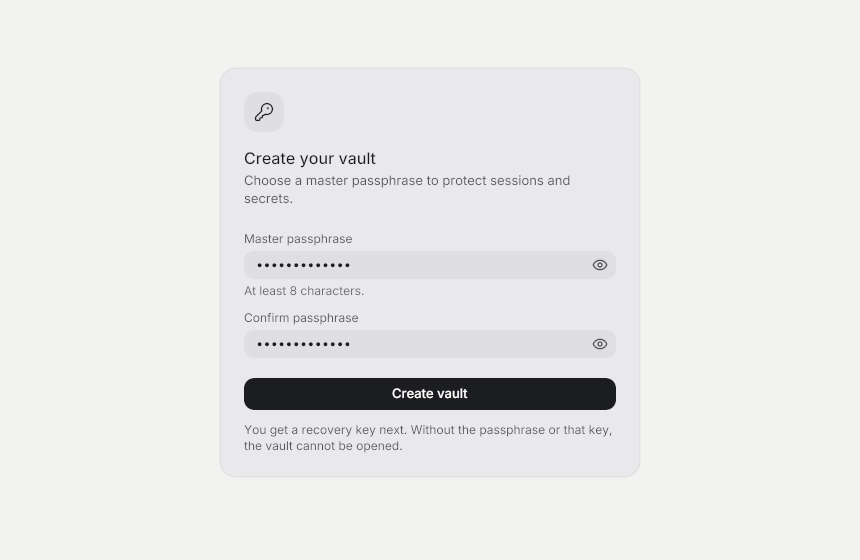 Create your vault
Choose a master passphrase to protect sessions and
secrets.
Master passphrase
•••••••••••••
At least 8 characters.
Confirm passphrase
•••••••••••••
Create vault
You get a recovery key next. Without the passphrase or that key,
the vault cannot be opened.